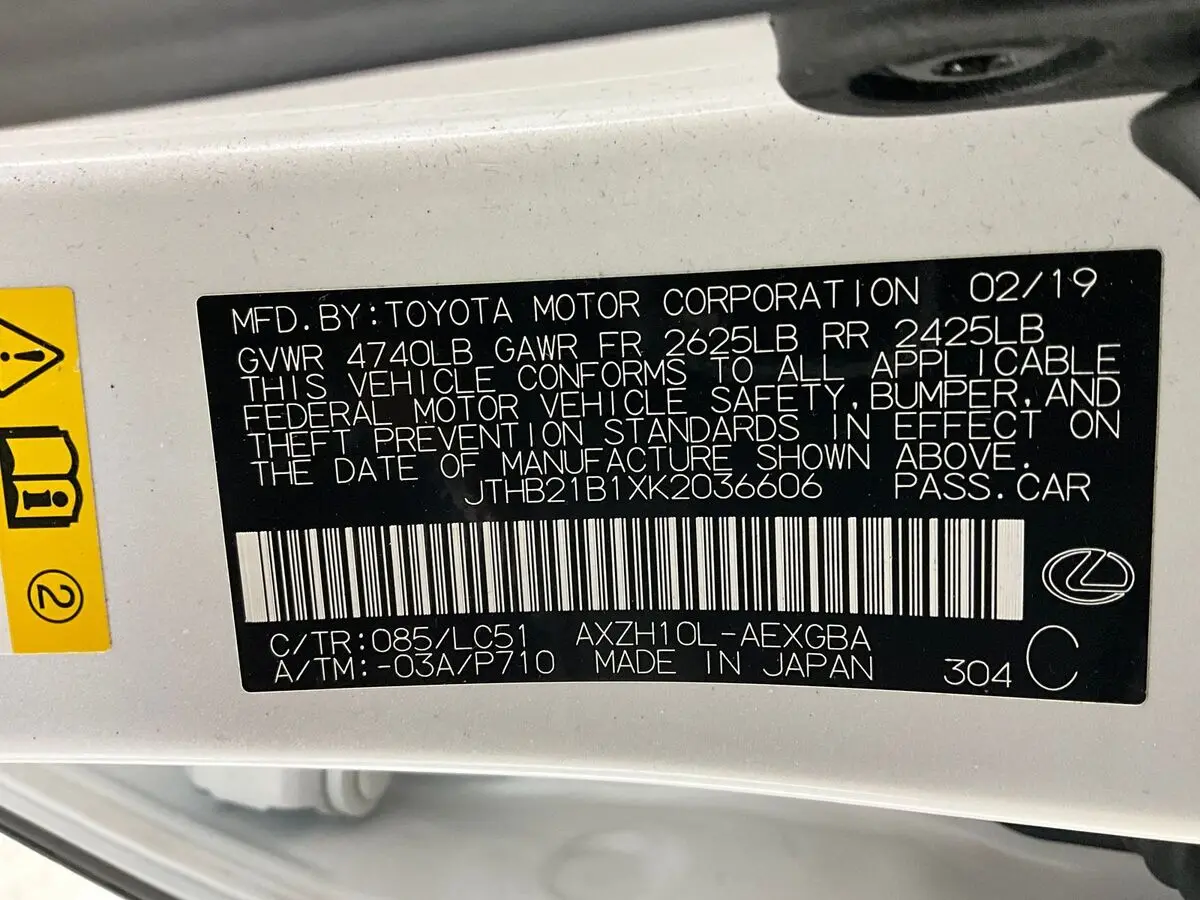 MFD.BY:TOYOTA MOTOR CORPORATION 02/19
GVWR 4740LB GAWR FR 2625LB RR 2425LB
THIS VEHICLE CONFORMS TO ALL APPLICABLE
FEDERAL MOTOR VEHICLE SAFETY,BUMPER,AND
THEFT PREVENTION STANDARDS IN EFFECT ON
THE DATE OF MANUFACTURE SHOWN ABOVE.
JTHB21B1XK2036606 PASS.CAR
C/TR:085/LC51 AXZH10L-AEXGBA
A/TM:-03A/P710 MADE IN JAPAN 304 C
2